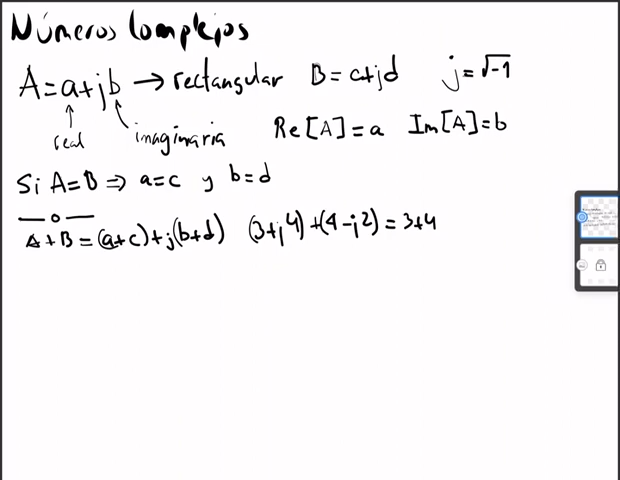 Números Complejos
A=a+jb → rectangular B=c+jd j=√-1
↑ real imaginaria Re[A]=a Im[A]=b
Si A=B ⇒ a=c y b=d
A+B=(a+c)+j(b+d) (3+j4)+(4-j2)=3+4